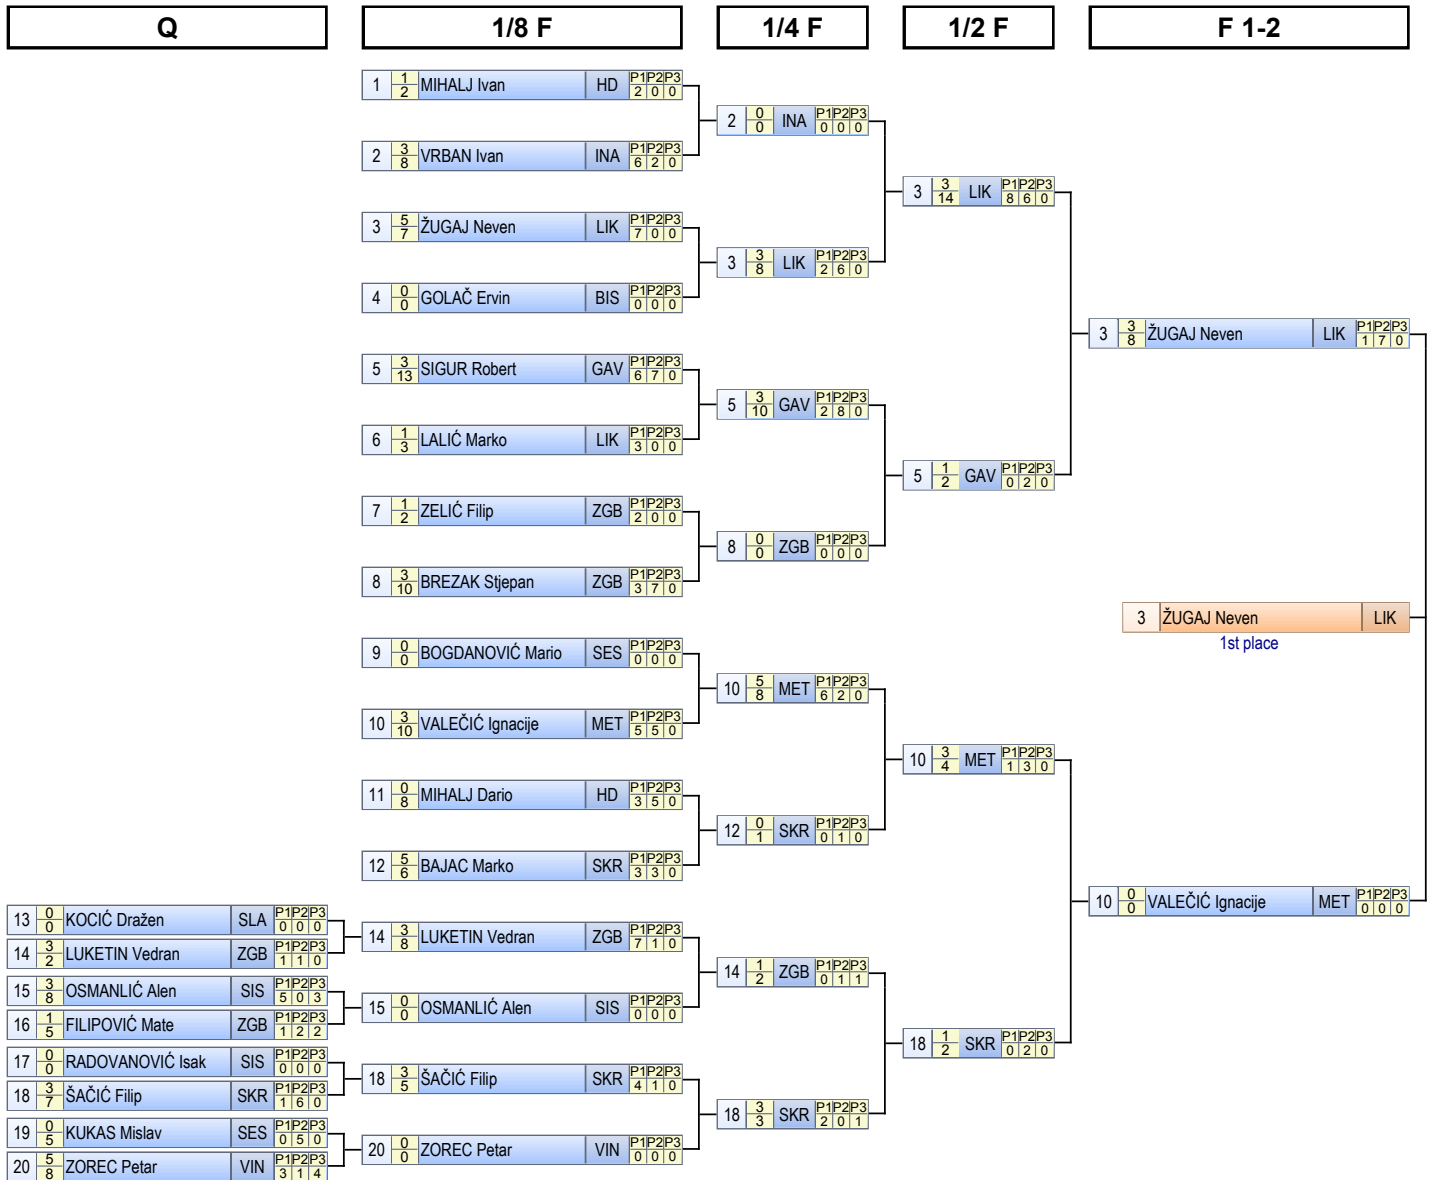 Q 1/8 F 1/4 F 1/2 F F 1-2
1 1 2 MIHALJ Ivan HD P1 P2 P3 2 0 0
2 3 8 VRBAN Ivan INA P1 P2 P3 6 2 0
3 5 7 ŽUGAJ Neven LIK P1 P2 P3 7 0 0
4 0 0 GOLAČ Ervin BIS P1 P2 P3 0 0 0
5 3 13 SIGUR Robert GAV P1 P2 P3 6 7 0
6 1 3 LALIĆ Marko LIK P1 P2 P3 3 0 0
7 1 2 ZELIĆ Filip ZGB P1 P2 P3 2 0 0
8 3 10 BREZAK Stjepan ZGB P1 P2 P3 3 7 0
9 0 0 BOGDANOVIĆ Mario SES P1 P2 P3 0 0 0
10 3 10 VALEČIĆ Ignacije MET P1 P2 P3 5 5 0
11 0 8 MIHALJ Dario HD P1 P2 P3 3 5 0
12 5 6 BAJAC Marko SKR P1 P2 P3 3 3 0
13 0 0 KOCIĆ Dražen SLA P1 P2 P3 0 0 0
14 3 2 LUKETIN Vedran ZGB P1 P2 P3 1 1 0
15 3 8 OSMANLIĆ Alen SIS P1 P2 P3 5 0 3
16 1 5 FILIPOVIĆ Mate ZGB P1 P2 P3 1 2 2
17 0 0 RADOVANOVIĆ Isak SIS P1 P2 P3 0 0 0
18 3 7 ŠAČIĆ Filip SKR P1 P2 P3 1 6 0
19 0 5 KUKAS Mislav SES P1 P2 P3 0 5 0
20 5 8 ZOREC Petar VIN P1 P2 P3 3 1 4
14 3 8 LUKETIN Vedran ZGB P1 P2 P3 7 1 0
15 0 0 OSMANLIĆ Alen SIS P1 P2 P3 0 0 0
18 3 5 ŠAČIĆ Filip SKR P1 P2 P3 4 1 0
20 0 0 ZOREC Petar VIN P1 P2 P3 0 0 0
2 0 0 INA P1 P2 P3 0 0 0
3 3 8 LIK P1 P2 P3 2 6 0
5 3 10 GAV P1 P2 P3 2 8 0
8 0 0 ZGB P1 P2 P3 0 0 0
10 5 8 MET P1 P2 P3 6 2 0
12 0 1 SKR P1 P2 P3 0 1 0
14 1 2 ZGB P1 P2 P3 0 1 1
18 3 3 SKR P1 P2 P3 2 0 1
3 3 14 LIK P1 P2 P3 8 6 0
5 1 2 GAV P1 P2 P3 0 2 0
10 3 4 MET P1 P2 P3 1 3 0
18 1 2 SKR P1 P2 P3 0 2 0
3 3 8 ŽUGAJ Neven LIK P1 P2 P3 1 7 0
10 0 0 VALEČIĆ Ignacije MET P1 P2 P3 0 0 0
3 ŽUGAJ Neven LIK
1st place